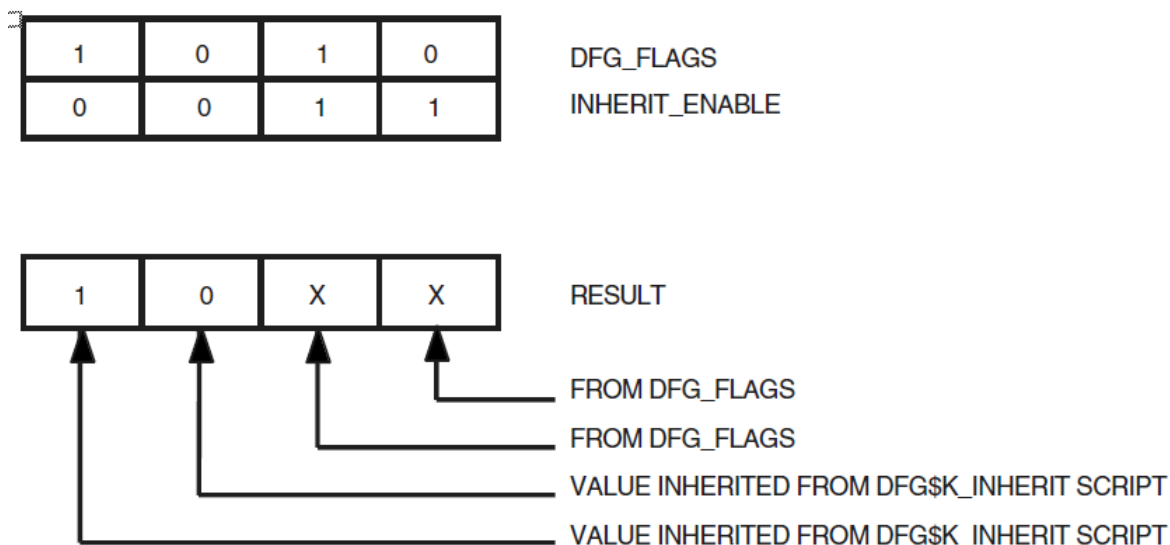 1 0 1 0 DFG_FLAGS
0 0 1 1 INHERIT_ENABLE
1 0 X X RESULT
FROM DFG_FLAGS
FROM DFG_FLAGS
VALUE INHERITED FROM DFG$K_INHERIT SCRIPT
VALUE INHERITED FROM DFG$K_INHERIT SCRIPT